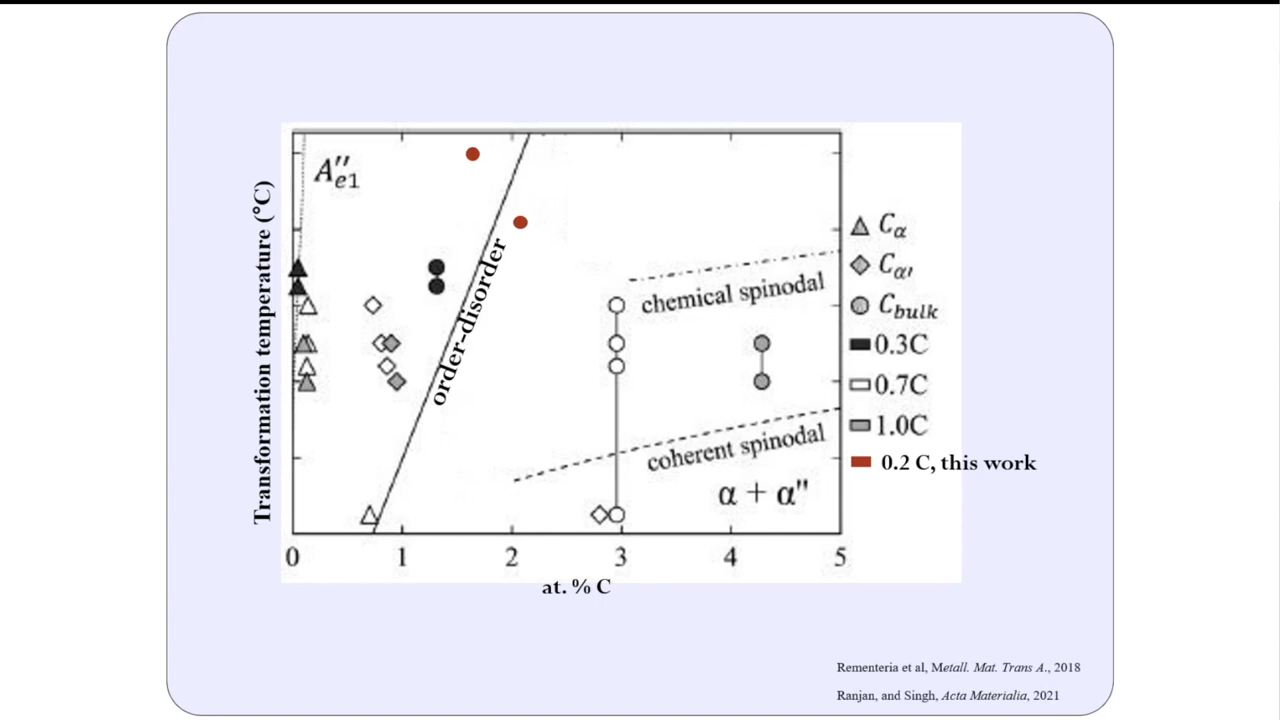 A''e1
Transformation temperature (°C)
order-disorder
chemical spinodal
coherent spinodal
α + α''
0 1 2 3 4 5
at. % C
Cα
Cα'
Cbulk
0.3C
0.7C
1.0C
0.2 C, this work
Rementeria et al, Metall. Mat. Trans A., 2018
Ranjan, and Singh, Acta Materialia, 2021